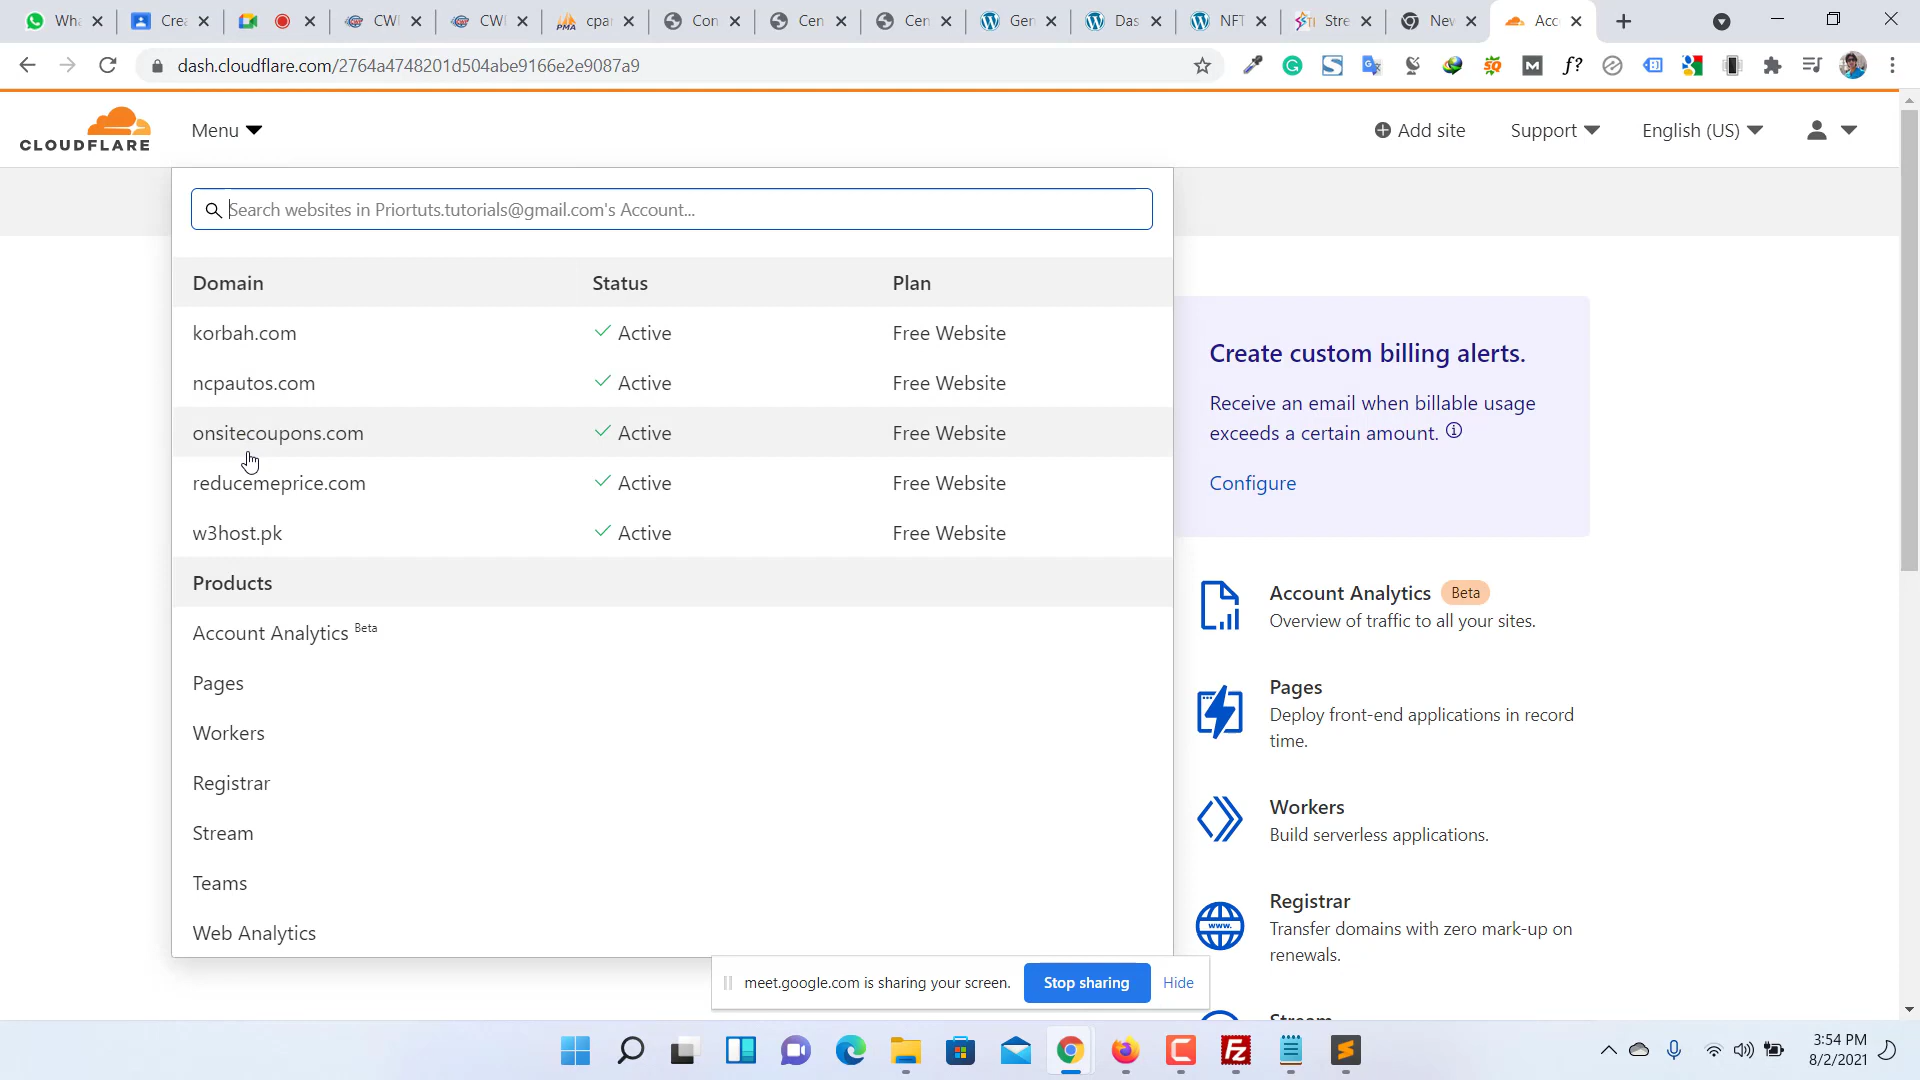 Wha
Crea
CWI
CWI
PMA
cpar
Con
Cen
Cen
Gen
Das
NFT
Stre
New
Acc
dash.cloudflare.com/2764a4748201d504abe9166e2e9087a9
CLOUDFLARE
Menu
Add site
Support
English (US)
Search websites in Priortuts.tutorials@gmail.com's Account...
Domain Status Plan
korbah.com Active Free Website
ncpautos.com Active Free Website
onsitecoupons.com Active Free Website
reducemeprice.com Active Free Website
w3host.pk Active Free Website
Products
Account Analytics Beta
Pages
Workers
Registrar
Stream
Teams
Web Analytics
Create custom billing alerts.
Receive an email when billable usage
exceeds a certain amount.
Configure
Account Analytics Beta
Overview of traffic to all your sites.
Pages
Deploy front-end applications in record
time.
Workers
Build serverless applications.
www.
Registrar
Transfer domains with zero mark-up on
renewals.
Stream
meet.google.com is sharing your screen.
Stop sharing
Hide
3:54 PM
8/2/2021